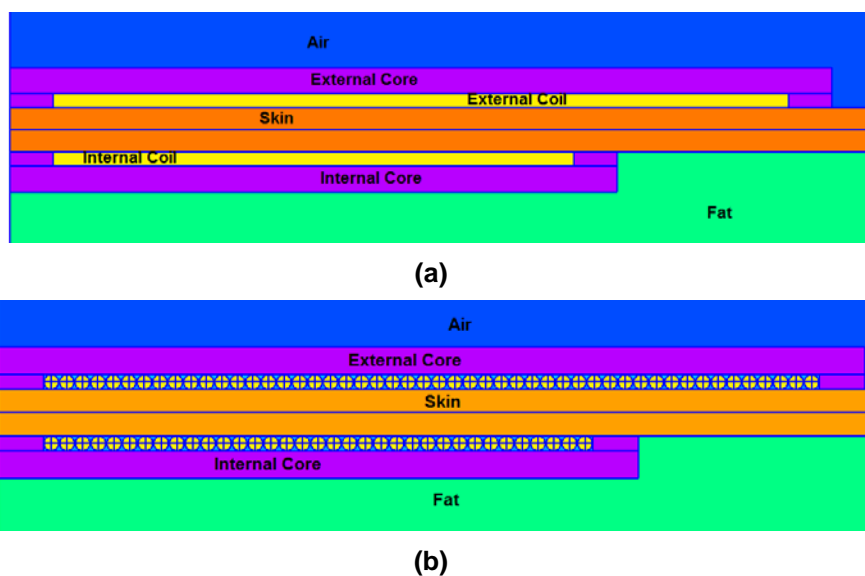 Air
External Core
External Coil
Skin
Internal Coil
Internal Core
Fat
(a)
Air
External Core
Skin
Internal Core
Fat
(b)